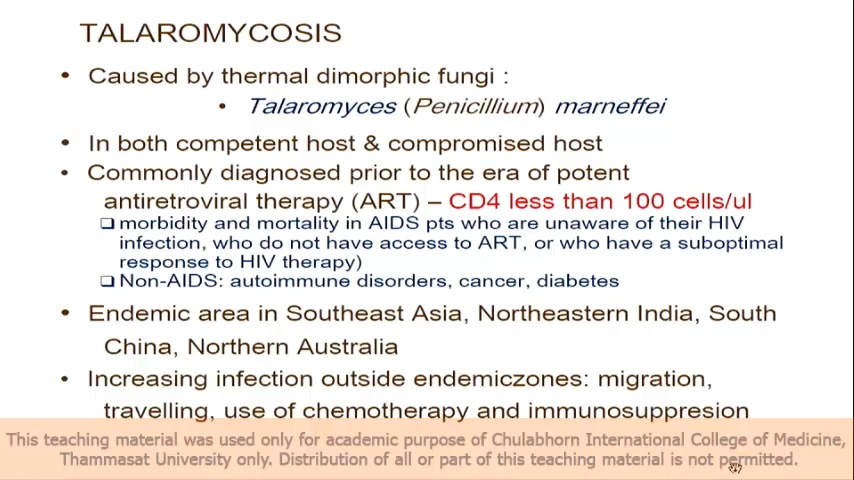 TALAROMYCOSIS
• Caused by thermal dimorphic fungi :
• Talaromyces (Penicillium) marneffei
• In both competent host & compromised host
• Commonly diagnosed prior to the era of potent
antiretroviral therapy (ART) – CD4 less than 100 cells/ul
❑ morbidity and mortality in AIDS pts who are unaware of their HIV
infection, who do not have access to ART, or who have a suboptimal
response to HIV therapy)
❑ Non-AIDS: autoimmune disorders, cancer, diabetes
• Endemic area in Southeast Asia, Northeastern India, South
China, Northern Australia
• Increasing infection outside endemiczones: migration,
travelling, use of chemotherapy and immunosuppresion
This teaching material was used only for academic purpose of Chulabhorn International College of Medicine,
Thammasat University only. Distribution of all or part of this teaching material is not permitted.